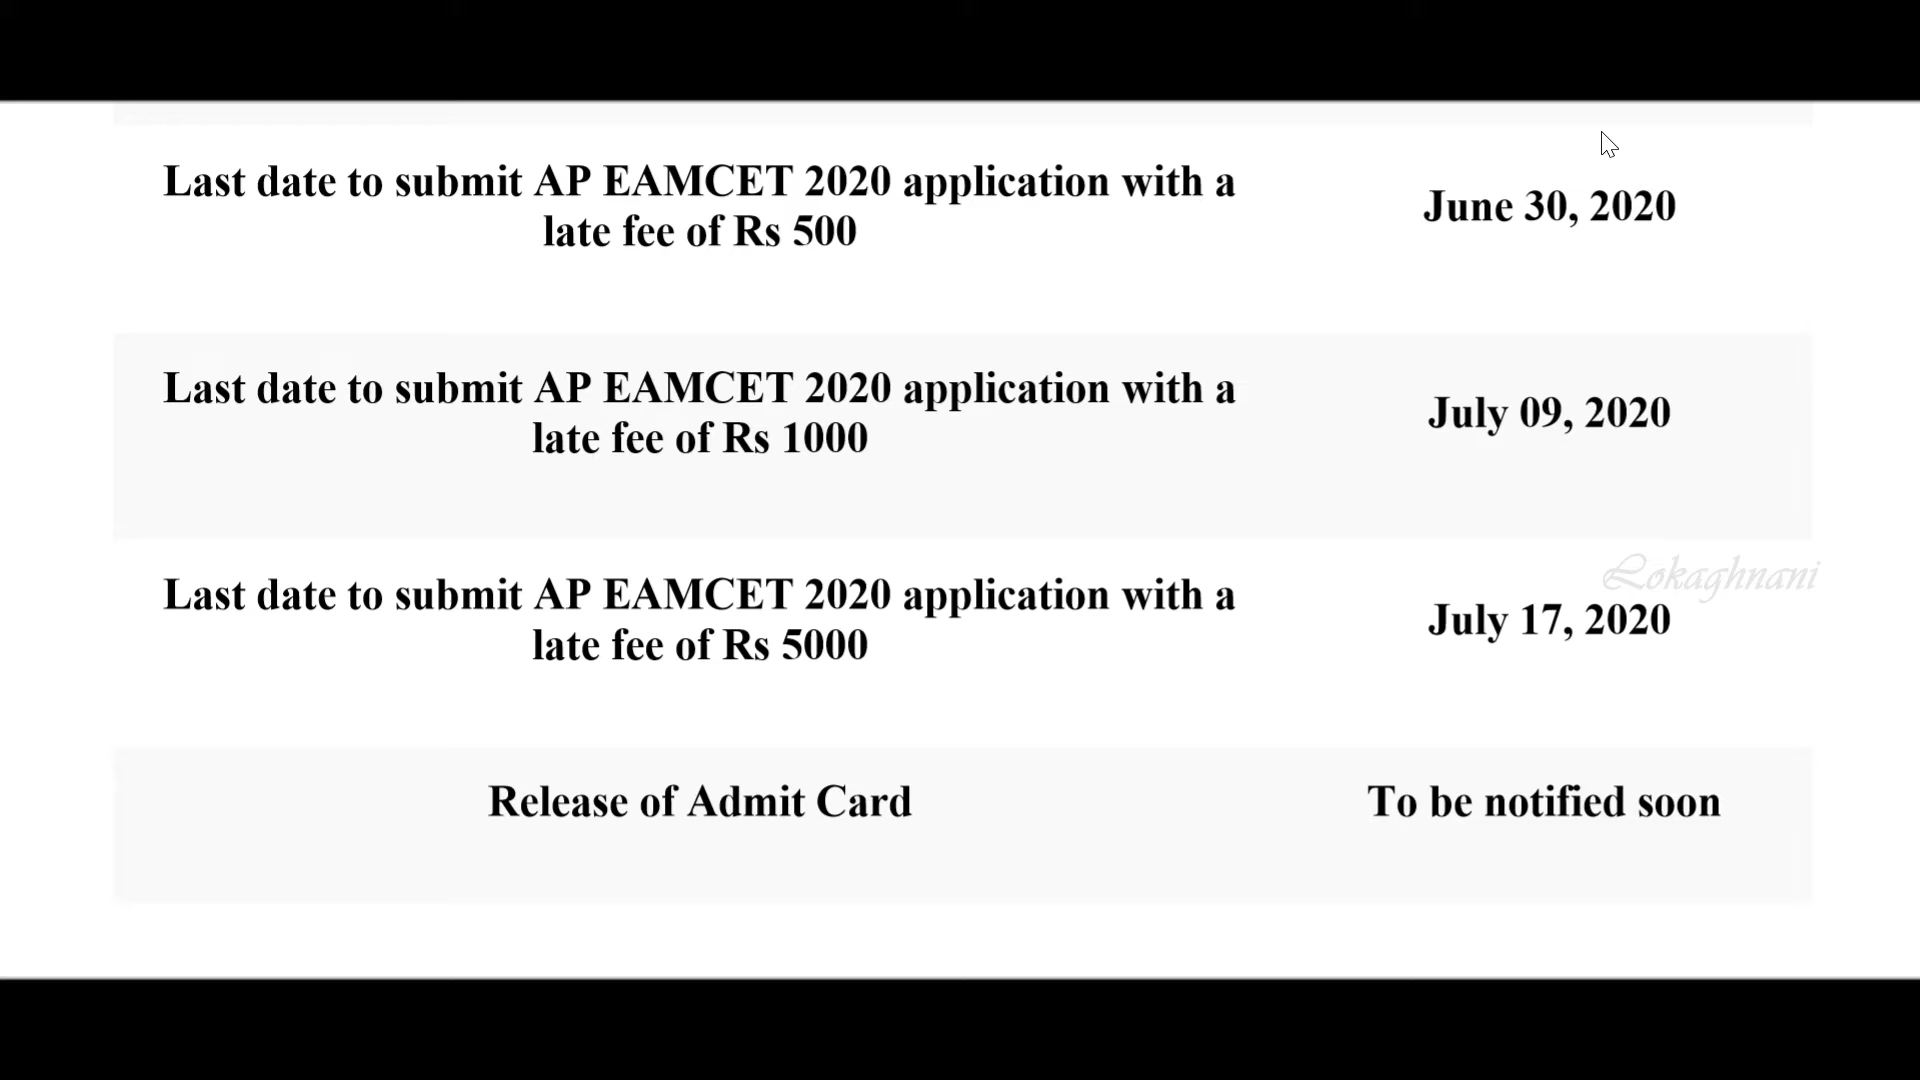 Last date to submit AP EAMCET 2020 application with a
late fee of Rs 500
June 30, 2020
Last date to submit AP EAMCET 2020 application with a
late fee of Rs 1000
July 09, 2020
Lokaghnani
Last date to submit AP EAMCET 2020 application with a
late fee of Rs 5000
July 17, 2020
Release of Admit Card
To be notified soon